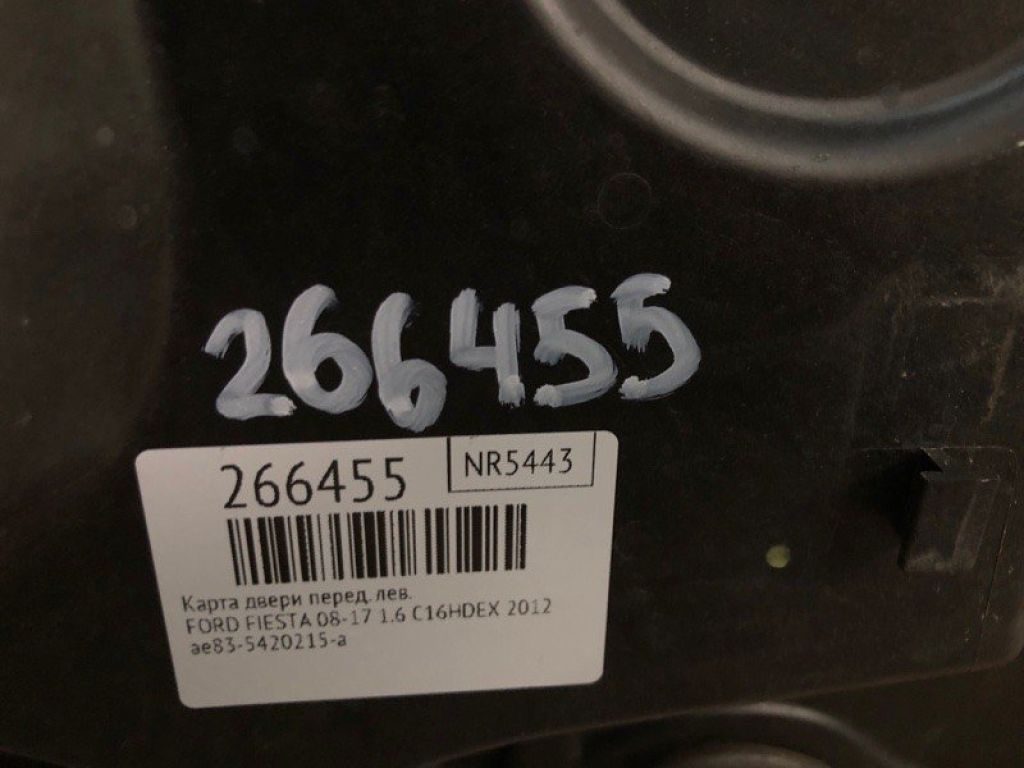 266455
266455
NR5443
Карта двери перед.лев.
FORD FIESTA 08-17 1.6 C16HDEX 2012
ae83-5420215-a